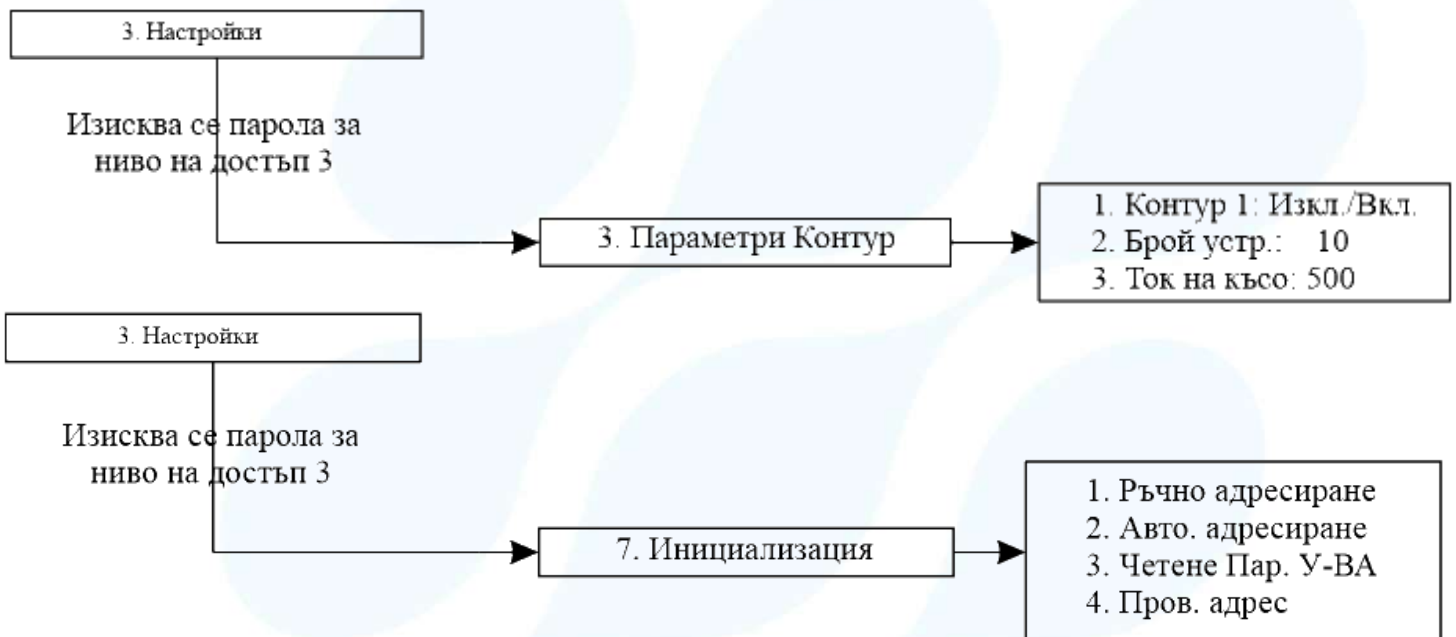 3. Настройки
Изисква се парола за
ниво на достъп 3
3. Параметри Контур
1. Контур 1: Изкл./Вкл.
2. Брой устр.: 10
3. Ток на късо: 500
3. Настройки
Изисква се парола за
ниво на достъп 3
7. Инициализация
1. Ръчно адресиране
2. Авто. адресиране
3. Четене Пар. У-ВА
4. Пров. адрес